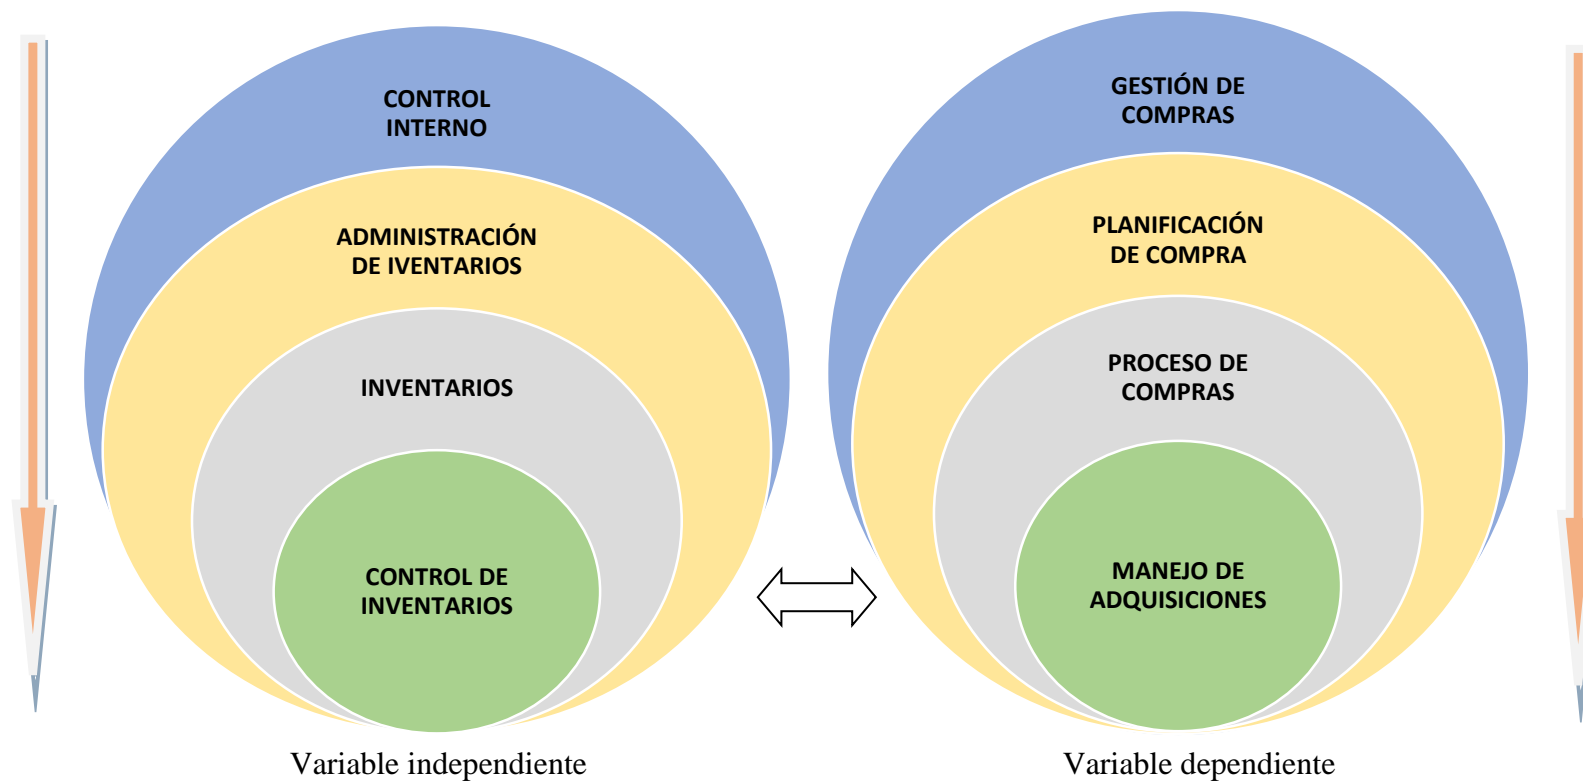 CONTROL
INTERNO
ADMINISTRACIÓN
DE IVENTARIOS
INVENTARIOS
CONTROL DE
INVENTARIOS
Variable independiente
GESTIÓN DE
COMPRAS
PLANIFICACIÓN
DE COMPRA
PROCESO DE
COMPRAS
MANEJO DE
ADQUISICIONES
Variable dependiente